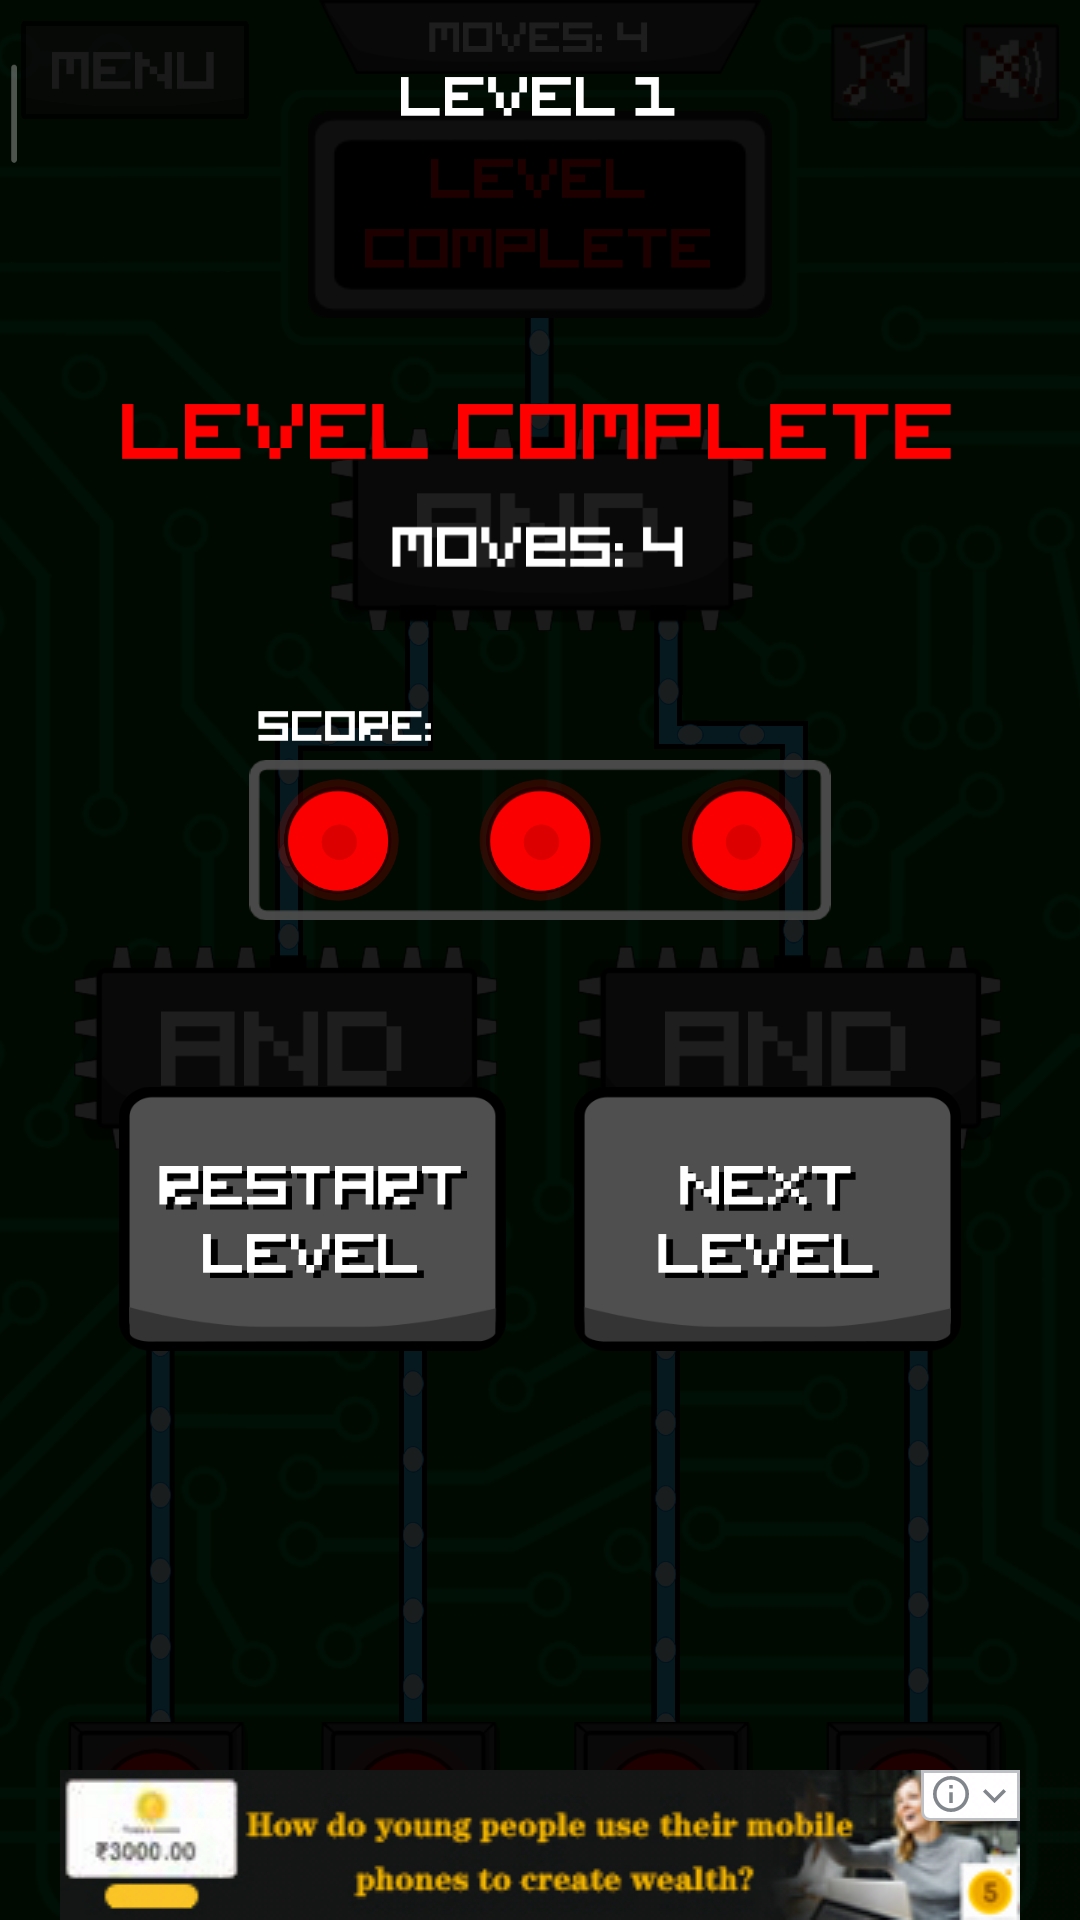 MOVES: 4
MENU
LEVEL 1
LEVEL
COMPLETE
LEVEL COMPLETE
AND
MOVES: 4
SCORE:
AND AND
RESTART
LEVEL
NEXT
LEVEL
₹3000.00
How do young people use their mobile
phones to create wealth?
5